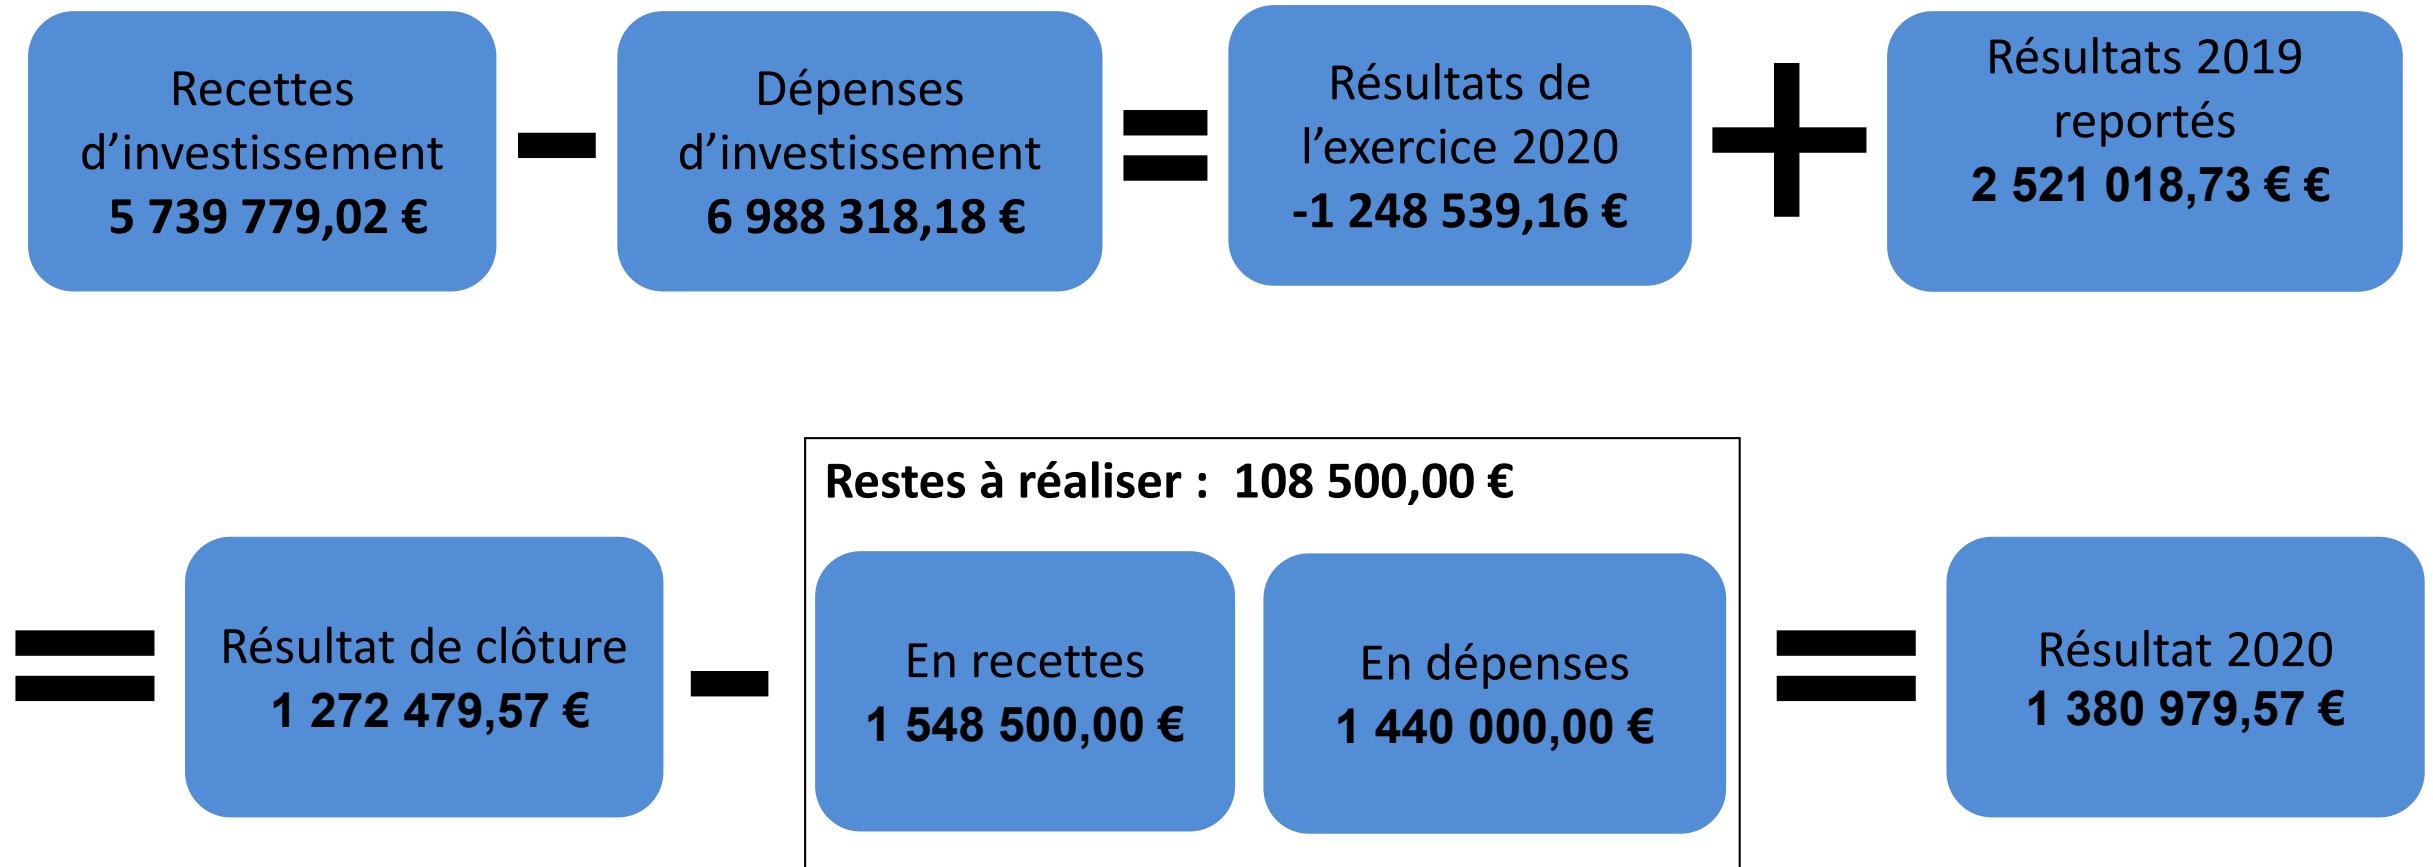 Recettes
d’investissement
5 739 779,02 €
Dépenses
d’investissement
6 988 318,18 €
Résultats de
l’exercice 2020
-1 248 539,16 €
Résultats 2019
reportés
2 521 018,73 € €
Résultat de clôture
1 272 479,57 €
Restes à réaliser : 108 500,00 €
En recettes
1 548 500,00 €
En dépenses
1 440 000,00 €
Résultat 2020
1 380 979,57 €